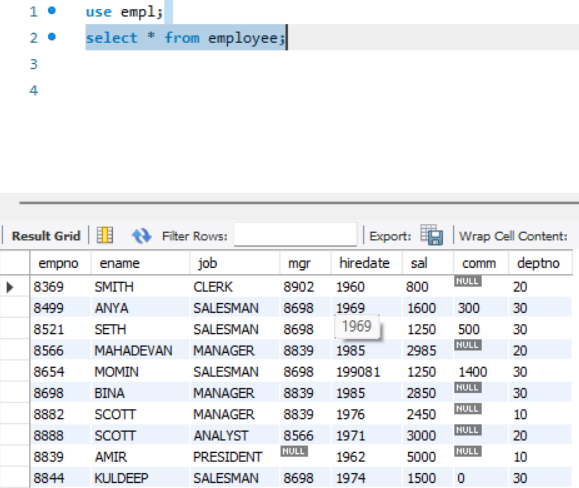 1 use empl;
2 select * from employee;
3
4
Result Grid Filter Rows: Export: Wrap Cell Content:
empno ename job mgr hiredate sal comm deptno
8369 SMITH CLERK 8902 1960 800 NULL 20
8499 ANYA SALESMAN 8698 1969 1600 300 30
8521 SETH SALESMAN 8698 1969 1250 500 30
8566 MAHADEVAN MANAGER 8839 1985 2985 NULL 20
8654 MOMIN SALESMAN 8698 199081 1250 1400 30
8698 BINA MANAGER 8839 1985 2850 NULL 30
8882 SCOTT MANAGER 8839 1976 2450 NULL 10
8888 SCOTT ANALYST 8566 1971 3000 NULL 20
8839 AMIR PRESIDENT NULL 1962 5000 NULL 10
8844 KULDEEP SALESMAN 8698 1974 1500 0 30